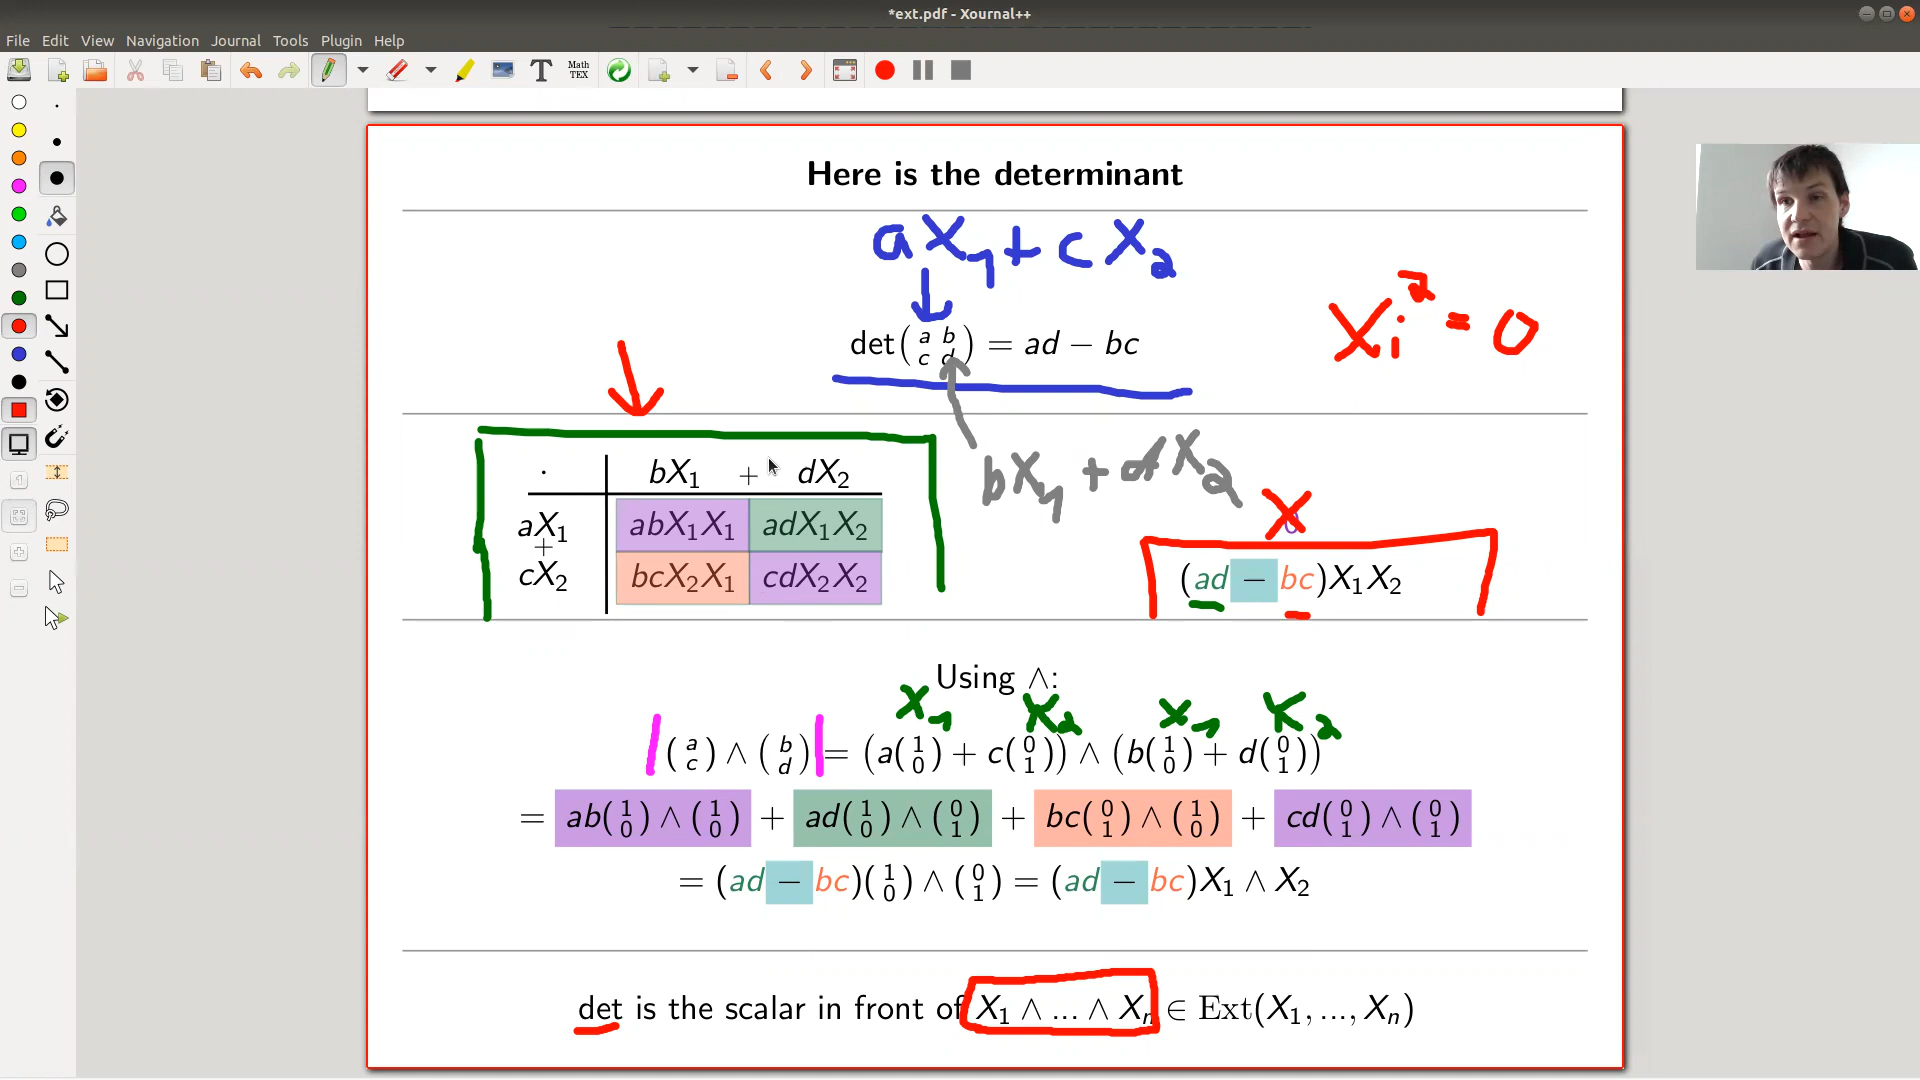 *ext.pdf - Xournal++
File Edit View Navigation Journal Tools Plugin Help
Math
TEX
Here is the determinant
aX₁ + cX₂
det(a b
c d) = ad − bc
Xᵢ² = 0
· bX₁ + dX₂
bX₁ + dX₂
aX₁ abX₁X₁ adX₁X₂
+
cX₂ bcX₂X₁ cdX₂X₂
X
(ad − bc)X₁X₂
Using ∧:
X₁ X₂ X₁ X₂
(a
c) ∧ (b
d) = (a(1
0) + c(0
1)) ∧ (b(1
0) + d(0
1))
= ab(1
0) ∧ (1
0) + ad(1
0) ∧ (0
1) + bc(0
1) ∧ (1
0) + cd(0
1) ∧ (0
1)
= (ad − bc)(1
0) ∧ (0
1) = (ad − bc)X₁ ∧ X₂
det is the scalar in front of X₁ ∧ ... ∧ Xₙ ∈ Ext(X₁, ..., Xₙ)